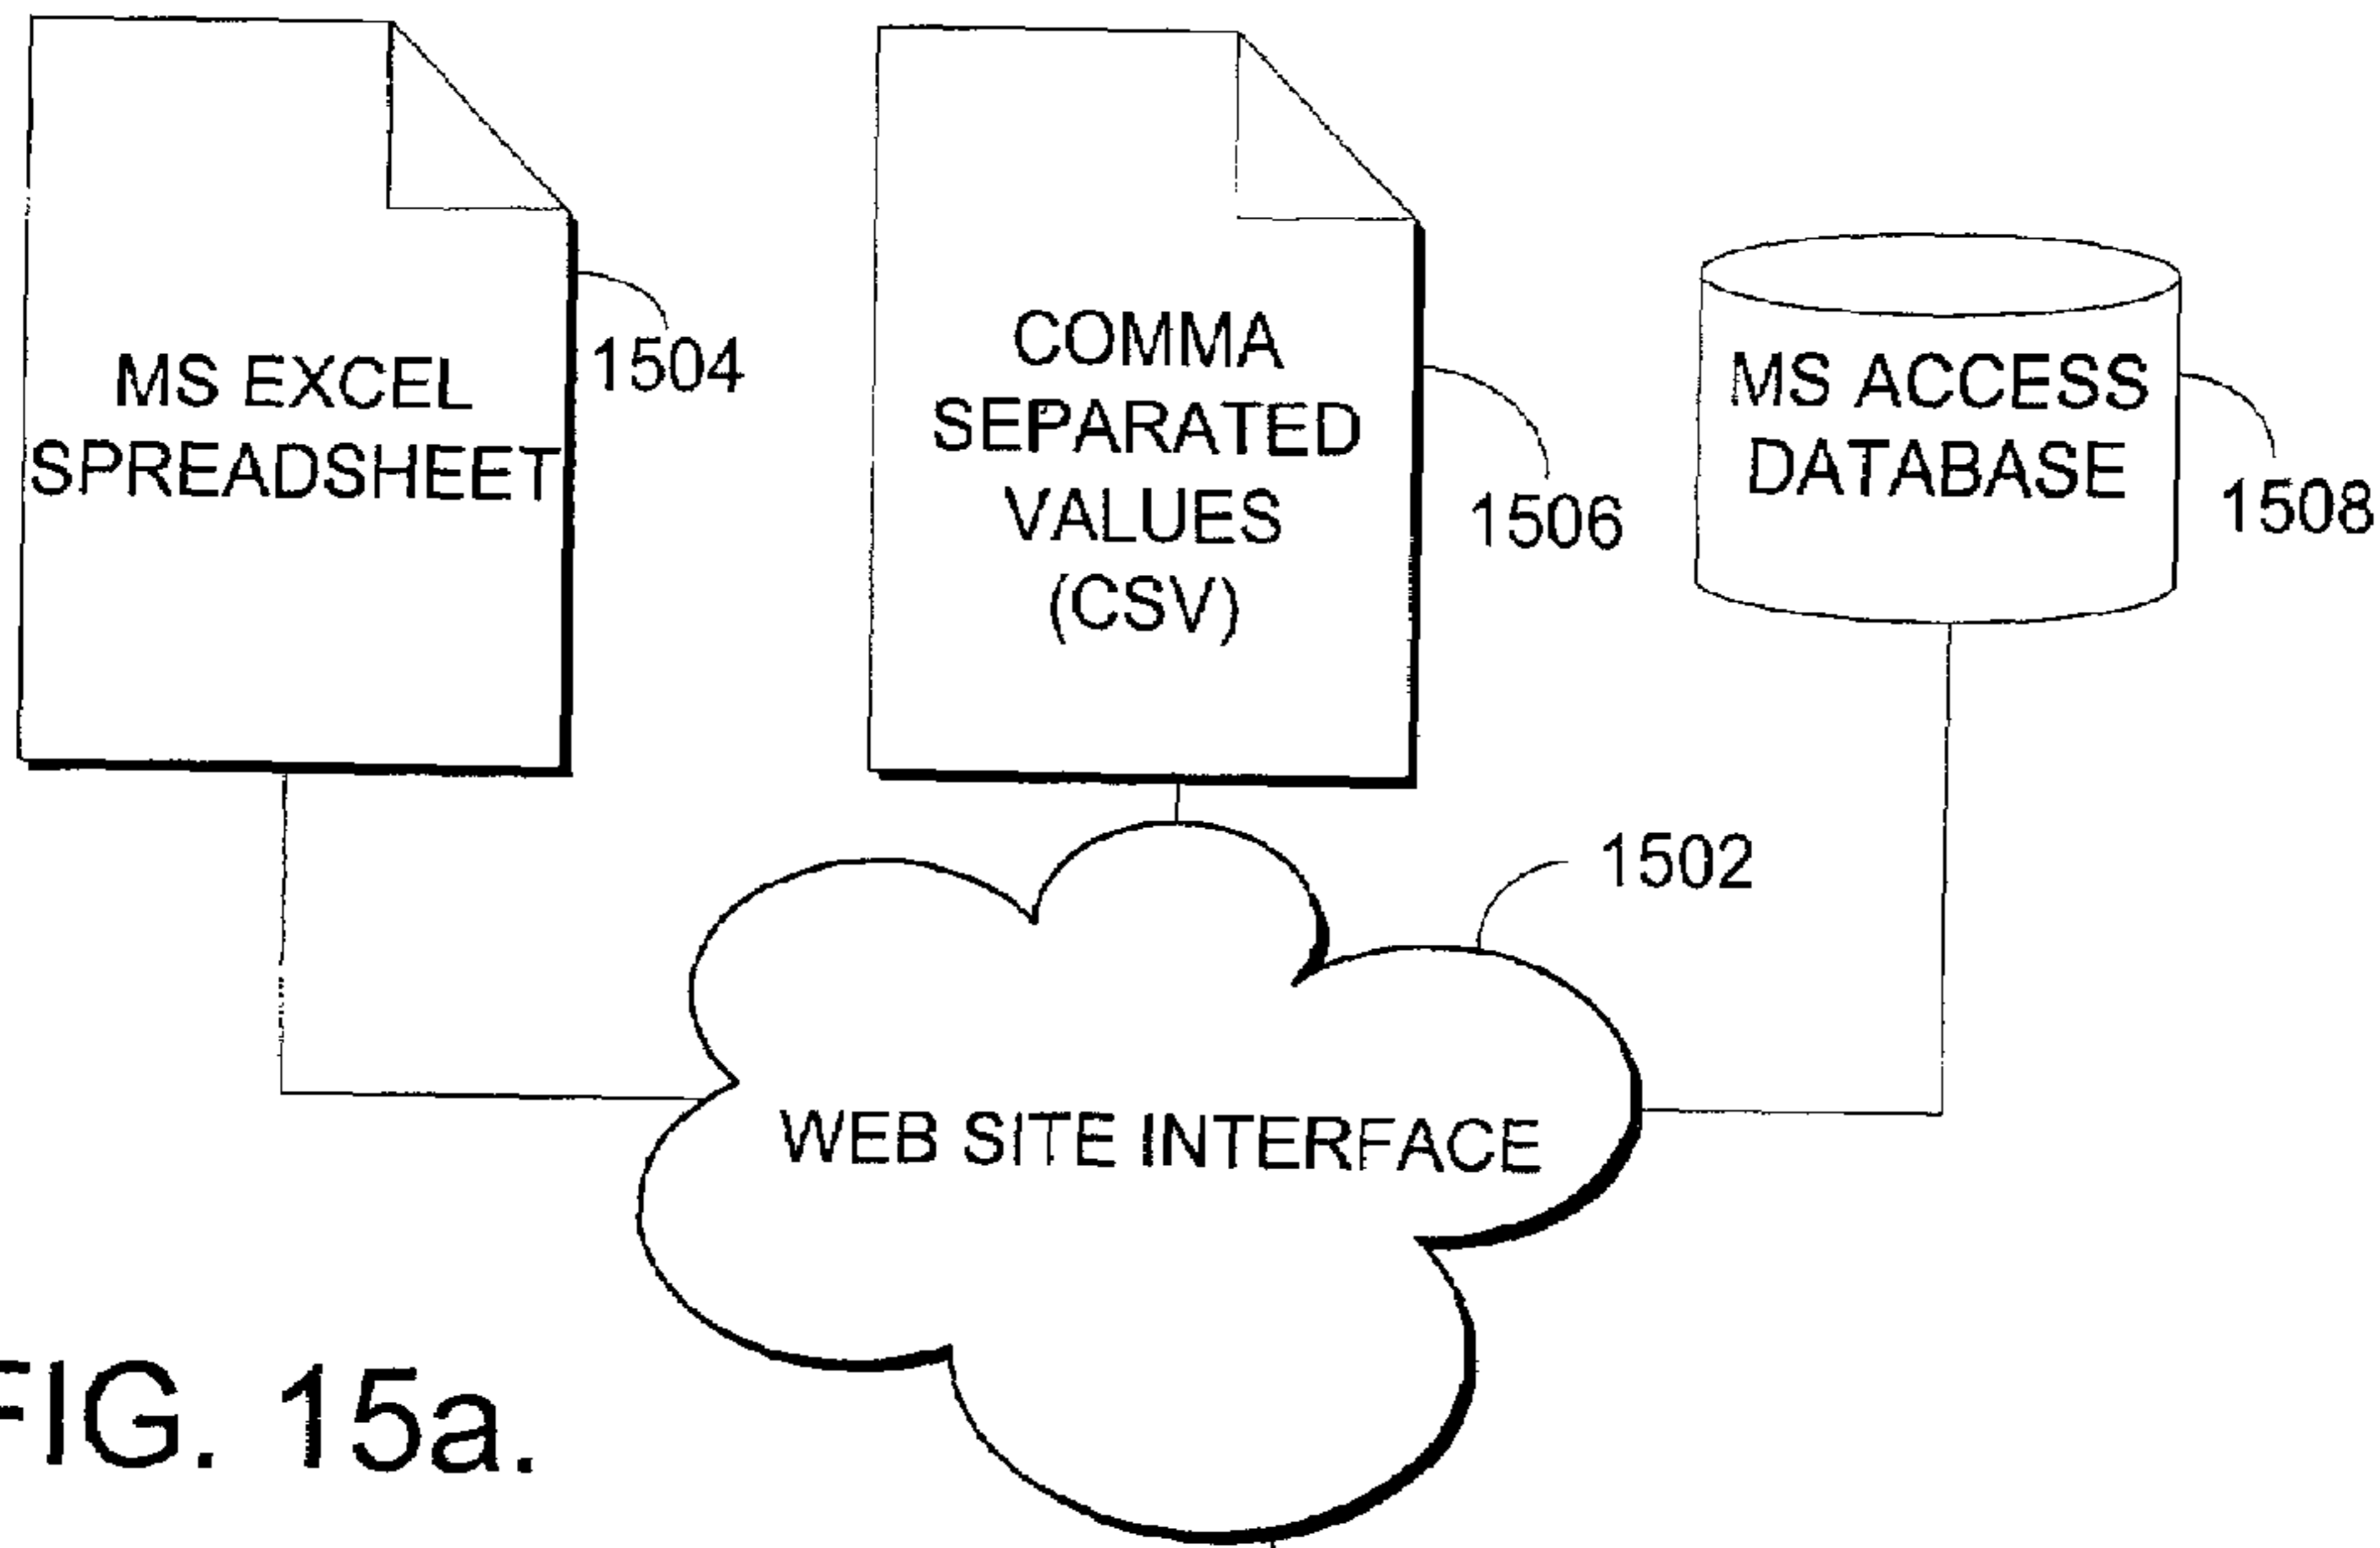 MS EXCEL
SPREADSHEET
1504
COMMA
SEPARATED
VALUES
(CSV)
1506
MS ACCESS
DATABASE
1508
1502
WEB SITE INTERFACE
FIG. 15a.